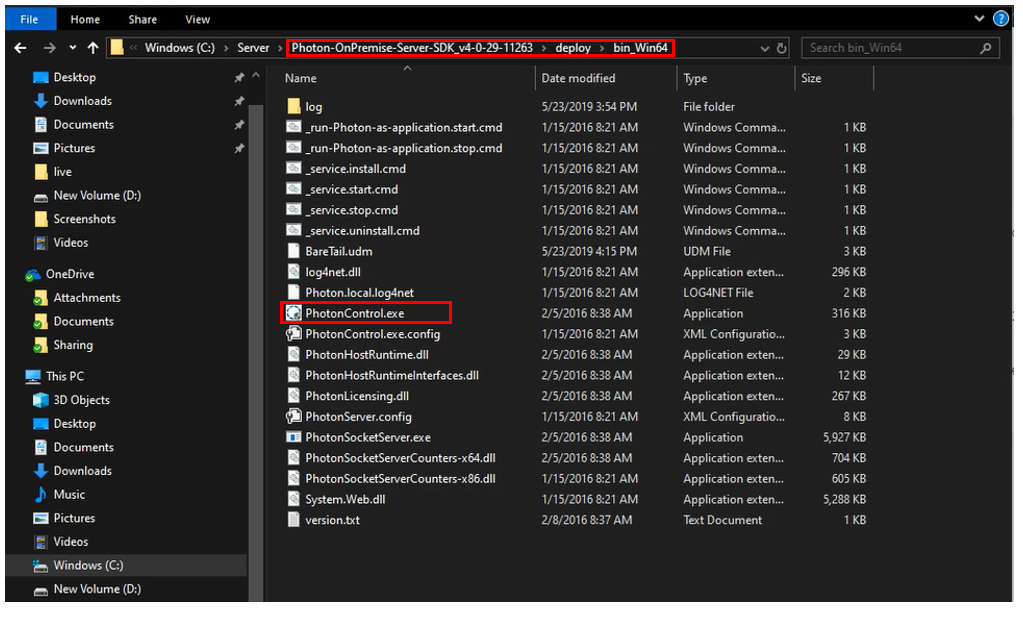 File Home Share View
« Windows (C:) › Server › Photon-OnPremise-Server-SDK_v4-0-29-11263 › deploy › bin_Win64 Search bin_Win64
Desktop
Downloads
Documents
Pictures
live
New Volume (D:)
Screenshots
Videos
OneDrive
Attachments
Documents
Sharing
This PC
3D Objects
Desktop
Documents
Downloads
Music
Pictures
Videos
Windows (C:)
New Volume (D:)
Name Date modified Type Size
log 5/23/2019 3:54 PM File folder
_run-Photon-as-application.start.cmd 1/15/2016 8:21 AM Windows Comma... 1 KB
_run-Photon-as-application.stop.cmd 1/15/2016 8:21 AM Windows Comma... 1 KB
_service.install.cmd 1/15/2016 8:21 AM Windows Comma... 1 KB
_service.start.cmd 1/15/2016 8:21 AM Windows Comma... 1 KB
_service.stop.cmd 1/15/2016 8:21 AM Windows Comma... 1 KB
_service.uninstall.cmd 1/15/2016 8:21 AM Windows Comma... 1 KB
BareTail.udm 5/23/2019 4:15 PM UDM File 3 KB
log4net.dll 1/15/2016 8:21 AM Application exten... 296 KB
Photon.local.log4net 1/15/2016 8:21 AM LOG4NET File 2 KB
PhotonControl.exe 2/5/2016 8:38 AM Application 316 KB
PhotonControl.exe.config 1/15/2016 8:21 AM XML Configuratio... 3 KB
PhotonHostRuntime.dll 2/5/2016 8:38 AM Application exten... 29 KB
PhotonHostRuntimeInterfaces.dll 2/5/2016 8:38 AM Application exten... 12 KB
PhotonLicensing.dll 2/5/2016 8:38 AM Application exten... 267 KB
PhotonServer.config 1/15/2016 8:21 AM XML Configuratio... 8 KB
PhotonSocketServer.exe 2/5/2016 8:38 AM Application 5,927 KB
PhotonSocketServerCounters-x64.dll 2/5/2016 8:38 AM Application exten... 704 KB
PhotonSocketServerCounters-x86.dll 1/15/2016 8:21 AM Application exten... 605 KB
System.Web.dll 1/15/2016 8:21 AM Application exten... 5,288 KB
version.txt 2/8/2016 8:37 AM Text Document 1 KB